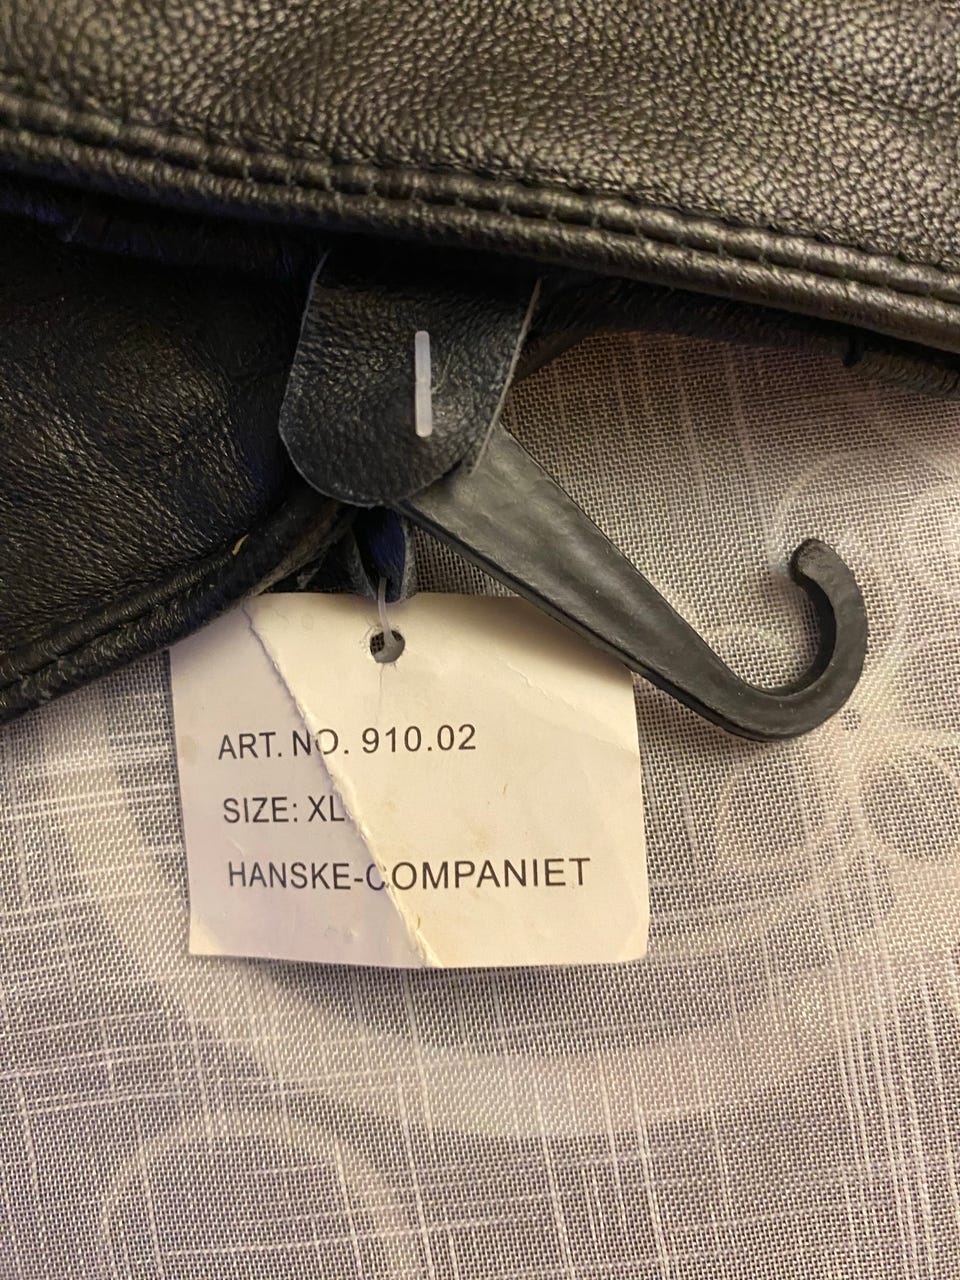 ART. NO. 910.02
SIZE: XL
HANSKE-COMPANIET